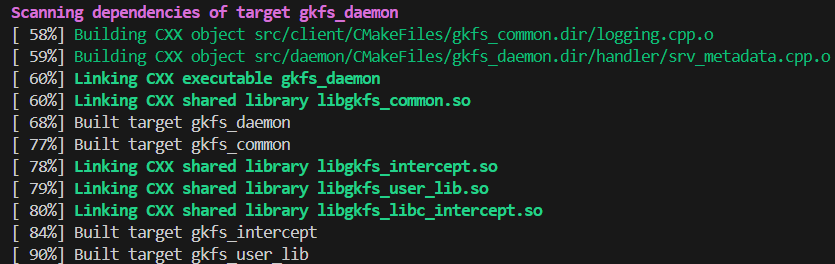 Scanning dependencies of target gkfs_daemon
[ 58%] Building CXX object src/client/CMakeFiles/gkfs_common.dir/logging.cpp.o
[ 59%] Building CXX object src/daemon/CMakeFiles/gkfs_daemon.dir/handler/srv_metadata.cpp.o
[ 60%] Linking CXX executable gkfs_daemon
[ 60%] Linking CXX shared library libgkfs_common.so
[ 68%] Built target gkfs_daemon
[ 77%] Built target gkfs_common
[ 78%] Linking CXX shared library libgkfs_intercept.so
[ 79%] Linking CXX shared library libgkfs_user_lib.so
[ 80%] Linking CXX shared library libgkfs_libc_intercept.so
[ 84%] Built target gkfs_intercept
[ 90%] Built target gkfs_user_lib